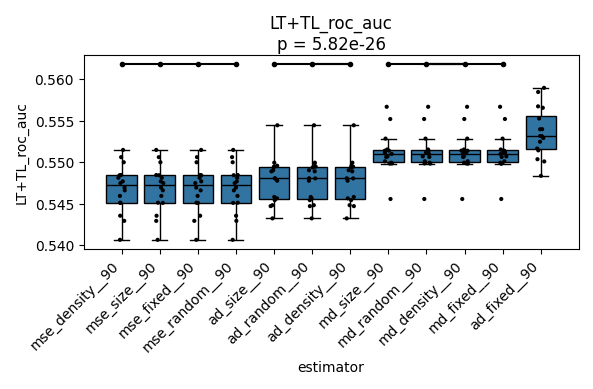 LT+TL_roc_auc
p = 5.82e-26
LT+TL_roc_auc
0.560
0.555
0.550
0.545
0.540
mse_density__90
mse_size__90
mse_fixed__90
mse_random__90
ad_size__90
ad_random__90
ad_density__90
md_size__90
md_random__90
md_density__90
md_fixed__90
ad_fixed__90
estimator